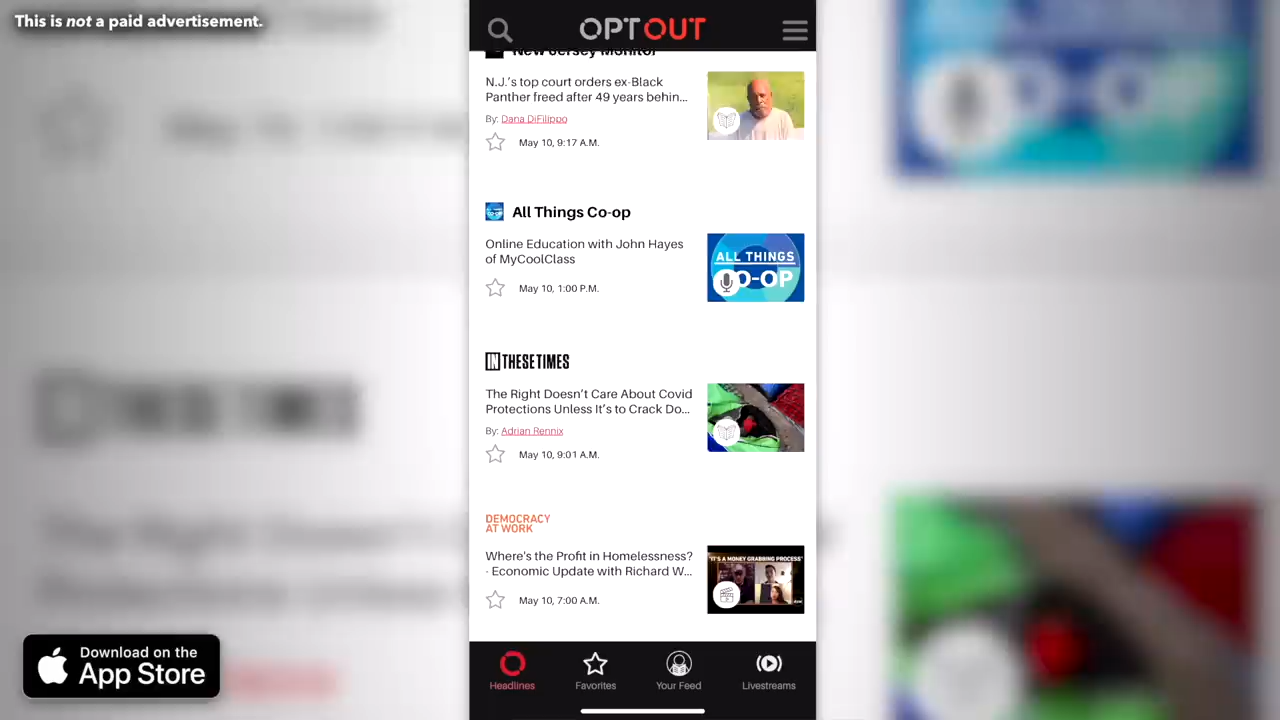 This is not a paid advertisement.
OPTOUT
New Jersey Monitor
N.J.'s top court orders ex-Black
Panther freed after 49 years behin...
By: Dana DiFilippo
May 10, 9:17 A.M.
All Things Co-op
Online Education with John Hayes
of MyCoolClass
May 10, 1:00 P.M.
ALL THINGS
CO-OP
IN THESE TIMES
The Right Doesn't Care About Covid
Protections Unless It's to Crack Do...
By: Adrian Rennix
May 10, 9:01 A.M.
DEMOCRACY
AT WORK
Where's the Profit in Homelessness?
- Economic Update with Richard W...
May 10, 7:00 A.M.
"IT'S A MONEY GRABBING PROCESS"
Download on the
App Store
Headlines
Favorites
Your Feed
Livestreams